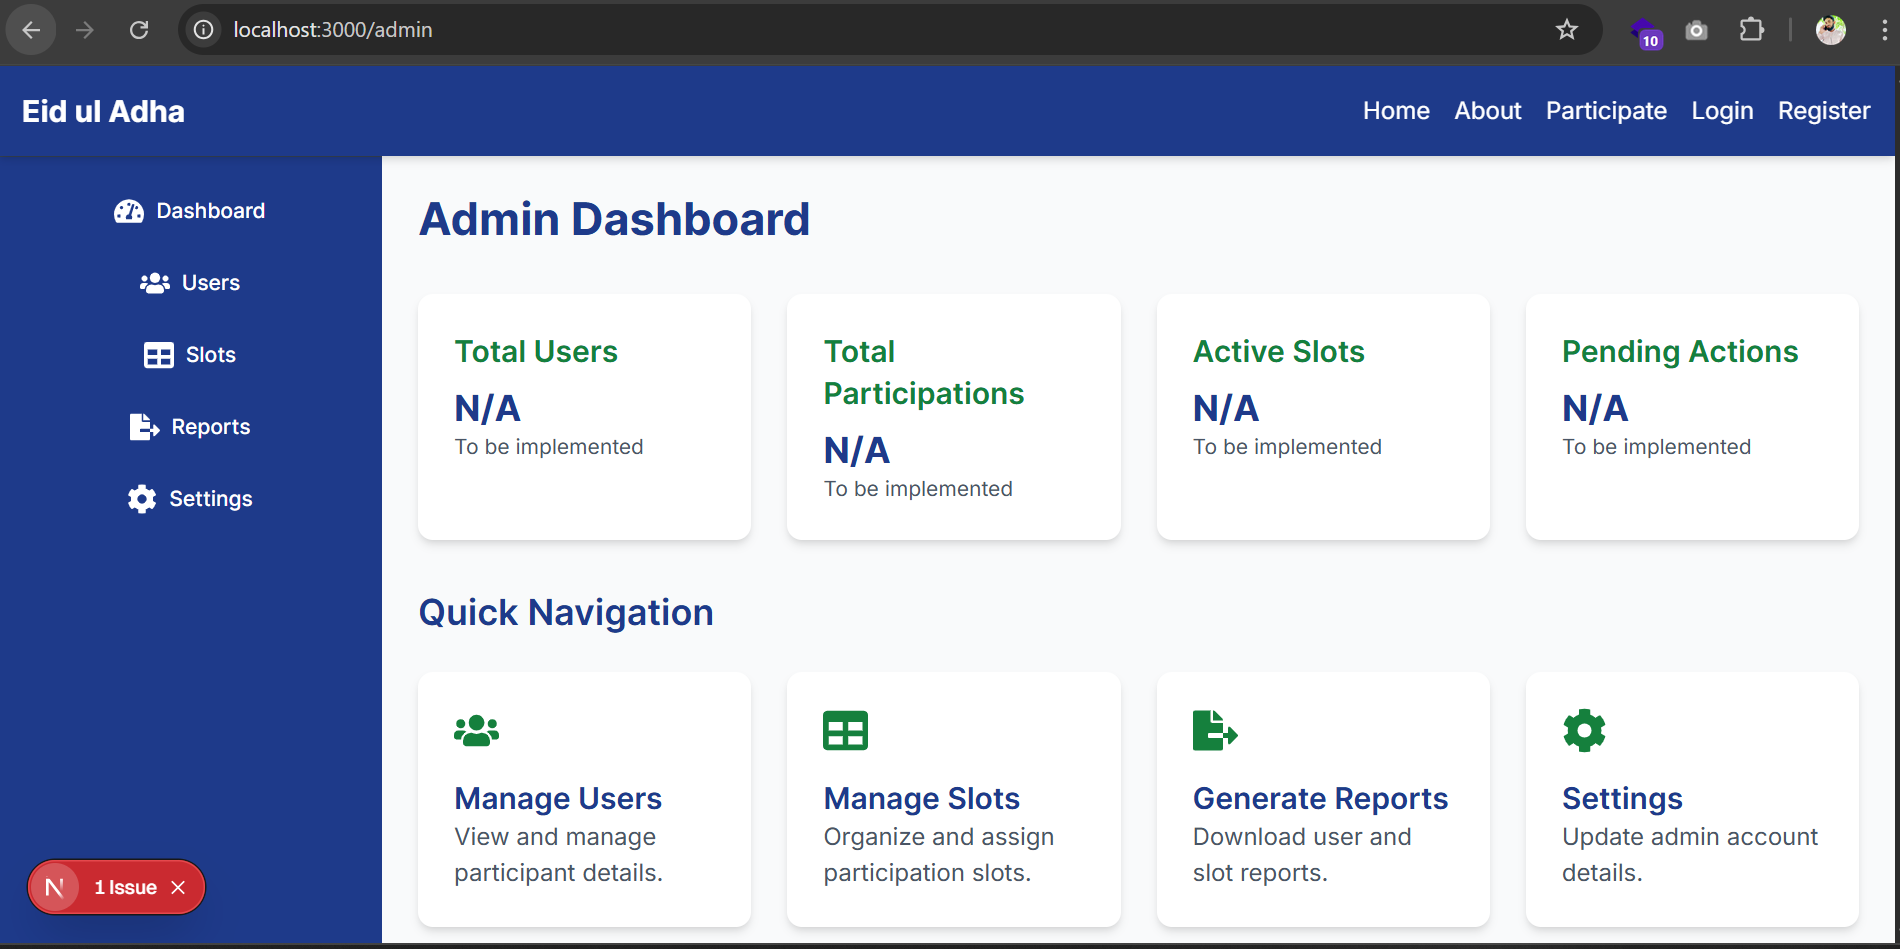 localhost:3000/admin
10
Eid ul Adha
Home About Participate Login Register
Dashboard
Users
Slots
Reports
Settings
Admin Dashboard
Total Users
N/A
To be implemented
Total
Participations
N/A
To be implemented
Active Slots
N/A
To be implemented
Pending Actions
N/A
To be implemented
Quick Navigation
Manage Users
View and manage
participant details.
Manage Slots
Organize and assign
participation slots.
Generate Reports
Download user and
slot reports.
Settings
Update admin account
details.
N 1 Issue